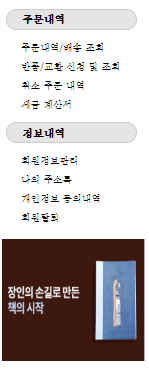 주문내역
주문내역/배송 조회
반품/교환 신청 및 조회
취소 주문 내역
세금 계산서
정보내역
회원정보관리
나의 주소록
개인정보 동의내역
회원탈퇴
장인의 손길로 만든
책의 시작